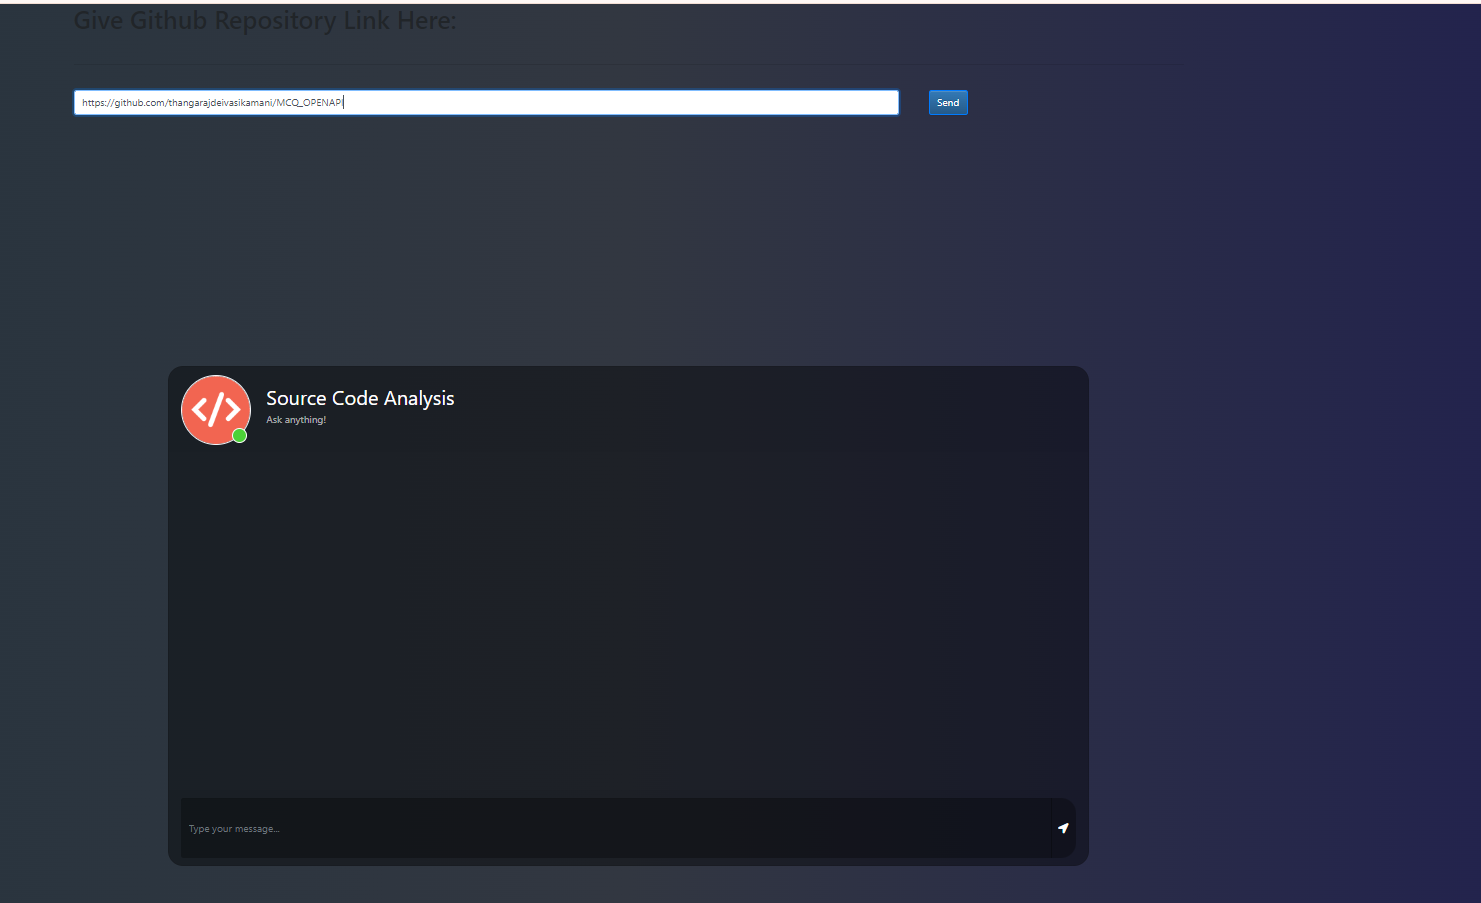 Give Github Repository Link Here:
https://github.com/thangarajdeivasikamani/MCQ_OPENAPI
Send
Source Code Analysis
Ask anything!
Type your message...